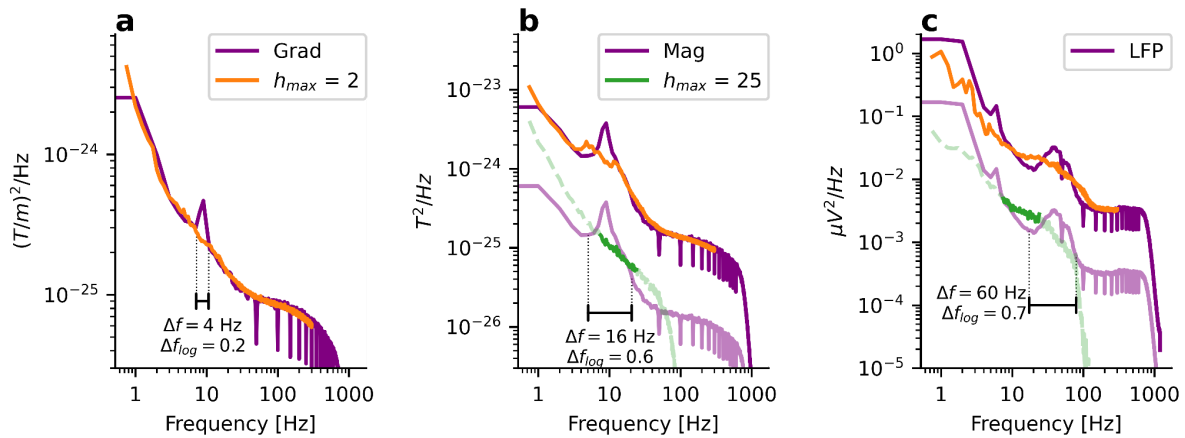 a
Grad
h_max = 2
(T/m)²/Hz
10⁻²⁴
10⁻²⁵
Δf = 4 Hz
Δf_log = 0.2
1 10 100 1000
Frequency [Hz]
b
Mag
h_max = 25
T²/Hz
10⁻²³
10⁻²⁴
10⁻²⁵
10⁻²⁶
Δf = 16 Hz
Δf_log = 0.6
1 10 100 1000
Frequency [Hz]
c
LFP
μV²/Hz
10⁰
10⁻¹
10⁻²
10⁻³
10⁻⁴
10⁻⁵
Δf = 60 Hz
Δf_log = 0.7
1 10 100 1000
Frequency [Hz]